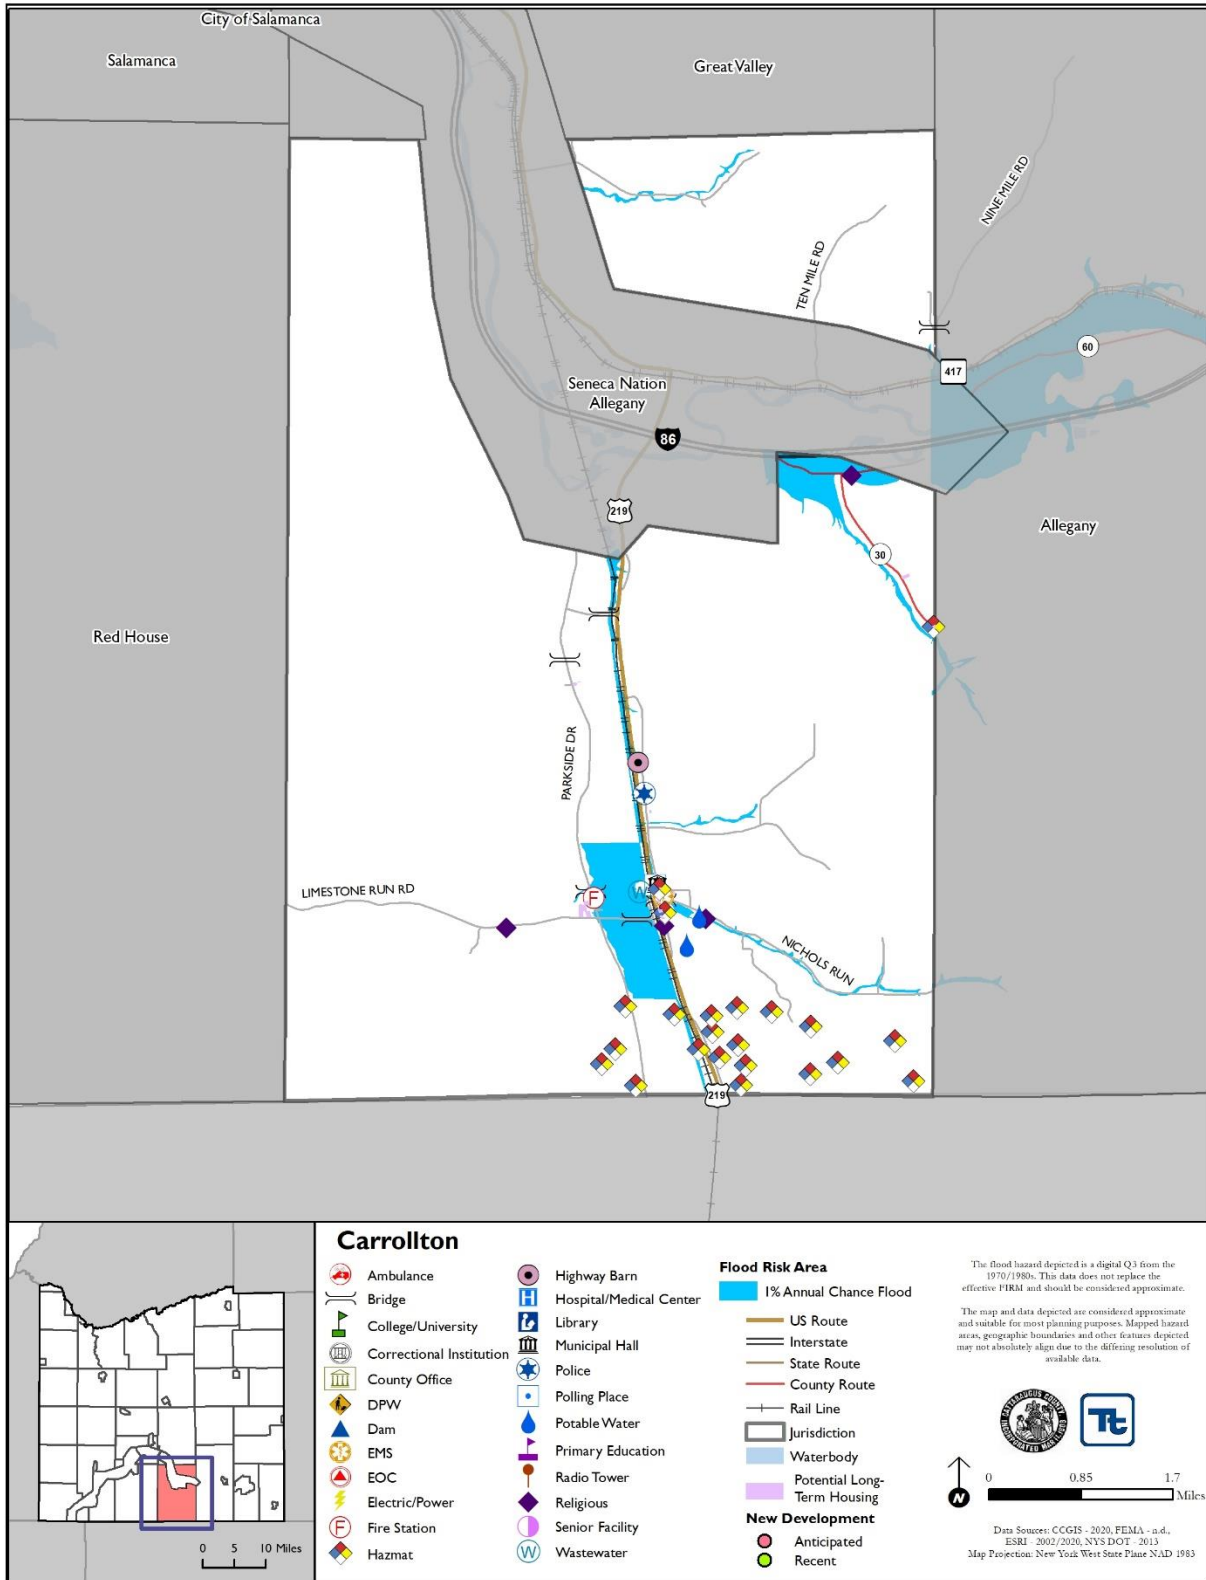 City of Salamanca
Salamanca
Great Valley
NINE MILE RD
TEN MILE RD
60
417
Seneca Nation
Allegany
86
219
Allegany
30
Red House
PARKSIDE DR
LIMESTONE RUN RD
F
W
NICHOLS RUN
219
Carrollton
Ambulance
Bridge
College/University
Correctional Institution
County Office
DPW
Dam
EMS
EOC
Electric/Power
F Fire Station
Hazmat
Highway Barn
H Hospital/Medical Center
Library
Municipal Hall
Police
Polling Place
Potable Water
Primary Education
Radio Tower
Religious
Senior Facility
W Wastewater
Flood Risk Area
1% Annual Chance Flood
US Route
Interstate
State Route
County Route
Rail Line
Jurisdiction
Waterbody
Potential Long-
Term Housing
New Development
Anticipated
Recent
The flood hazard depicted is a digital Q3 from the
1970/1980s. This data does not replace the
effective FIRM and should be considered approximate.
The map and data depicted are considered approximate
and suitable for most planning purposes. Mapped hazard
areas, geographic boundaries and other features depicted
may not absolutely align due to the differing resolution of
available data.
Tt
N
0 0.85 1.7
Miles
Data Sources: CCGIS - 2020, FEMA - n.d.,
ESRI - 2002/2020, NYS DOT - 2013
Map Projection: New York West State Plane NAD 1983
0 5 10 Miles